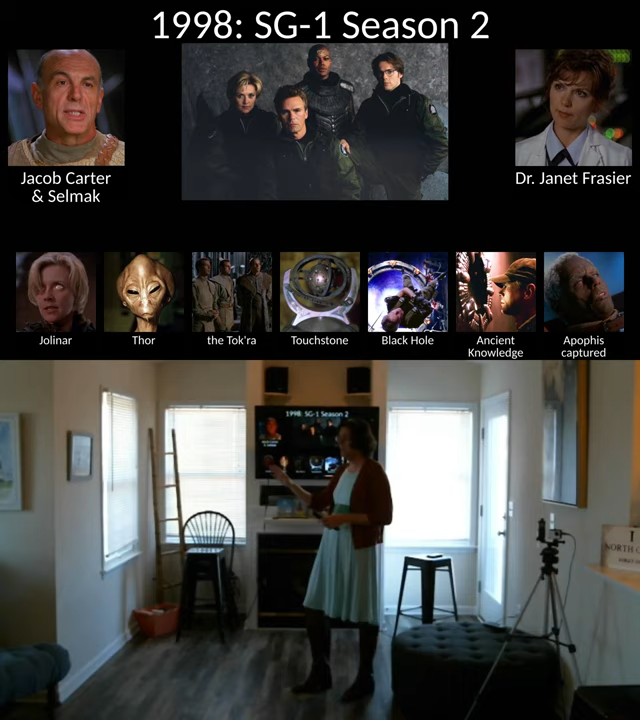 1998: SG-1 Season 2
Jacob Carter
& Selmak
Dr. Janet Frasier
Jolinar
Thor
the Tok'ra
Touchstone
Black Hole
Ancient
Knowledge
Apophis
captured
1998: SG-1 Season 2
NORTH